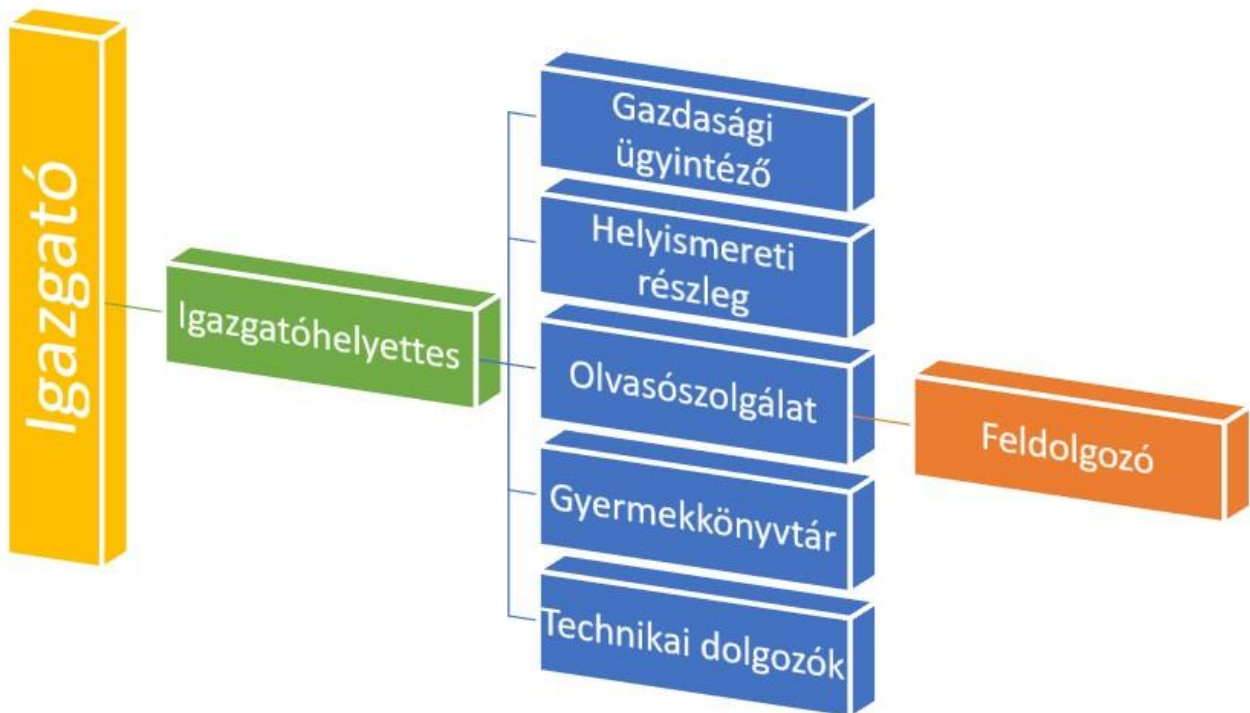 Igazgató
Igazgatóhelyettes
Gazdasági
ügyintéző
Helyismereti
részleg
Olvasószolgálat
Gyermekkönyvtár
Technikai dolgozók
Feldolgozó